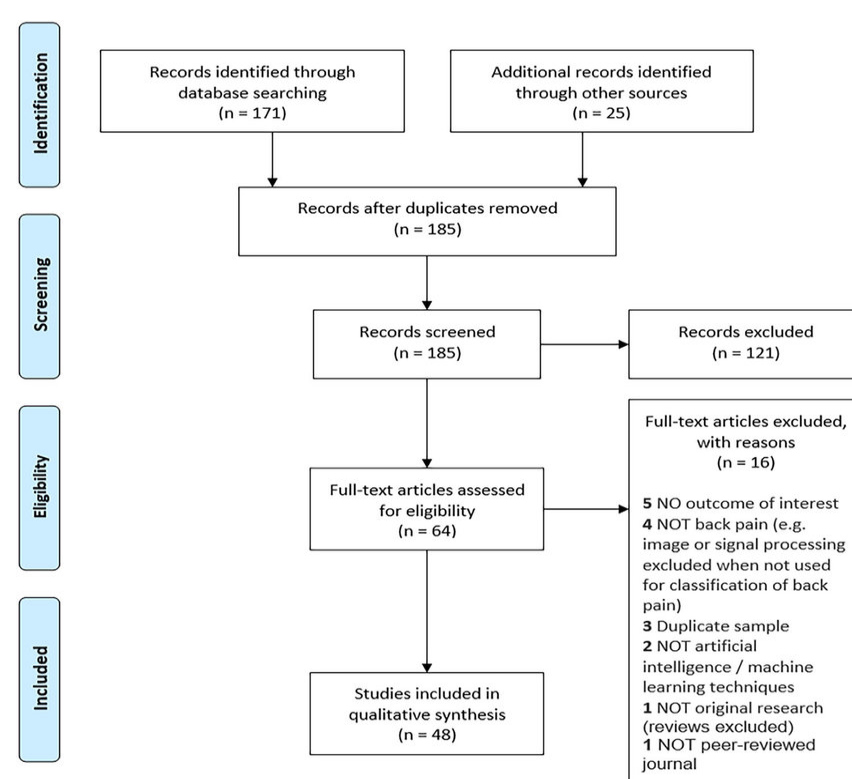 Identification
Records identified through
database searching
(n = 171)
Additional records identified
through other sources
(n = 25)
Records after duplicates removed
(n = 185)
Screening
Records screened
(n = 185)
Records excluded
(n = 121)
Eligibility
Full-text articles assessed
for eligibility
(n = 64)
Full-text articles excluded,
with reasons
(n = 16)
5 NO outcome of interest
4 NOT back pain (e.g.
image or signal processing
excluded when not used
for classification of back
pain)
3 Duplicate sample
2 NOT artificial
intelligence / machine
learning techniques
1 NOT original research
(reviews excluded)
1 NOT peer-reviewed
journal
Included
Studies included in
qualitative synthesis
(n = 48)